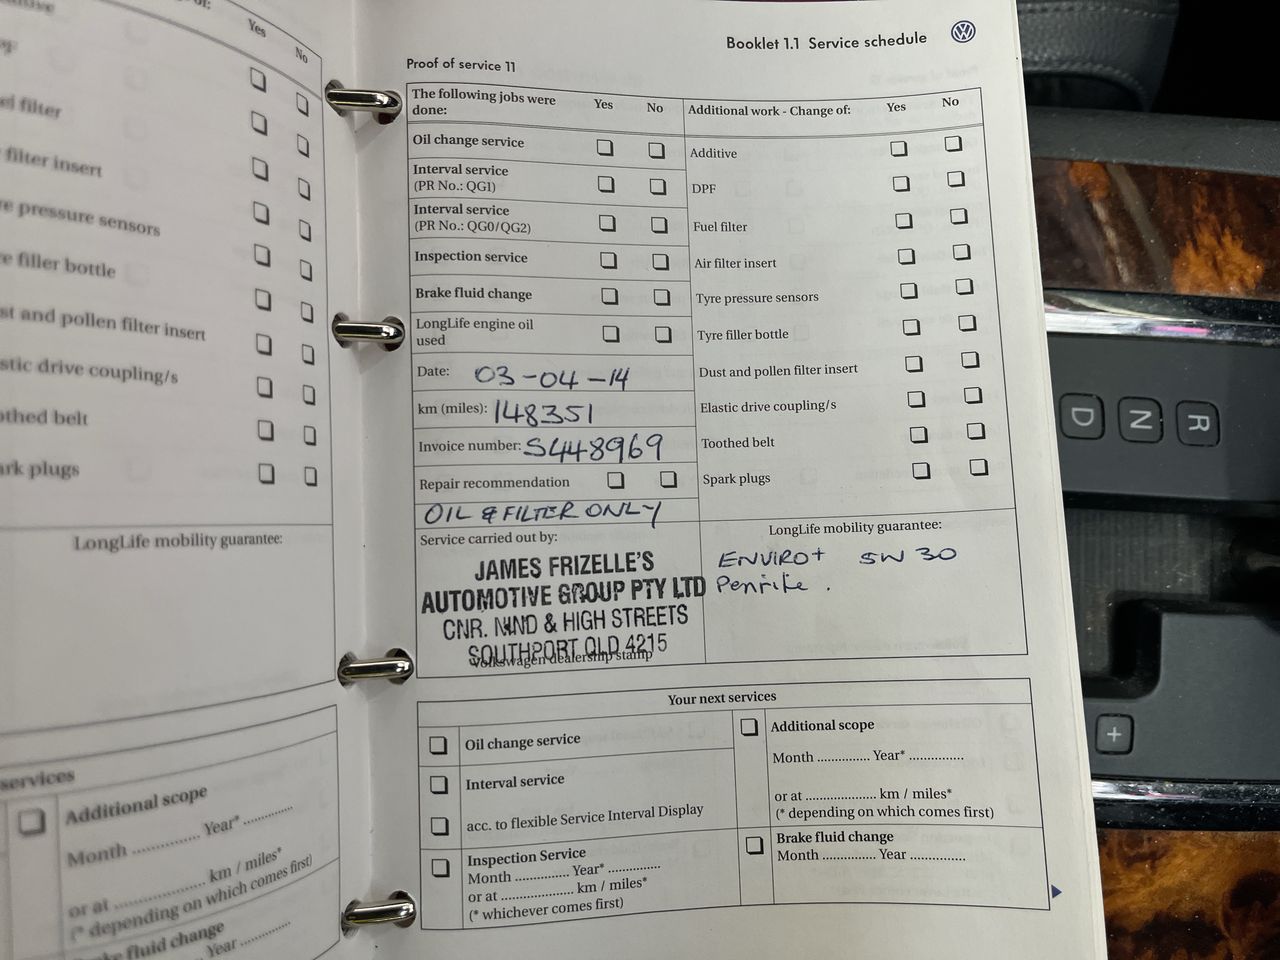 Yes
No
el filter
filter insert
e pressure sensors
e filler bottle
st and pollen filter insert
stic drive coupling/s
othed belt
ark plugs
LongLife mobility guarantee:
services
Additional scope
Month .............. Year* ..............
or at .................... km / miles*
(* depending on which comes first)
ke fluid change
Year ..............
Booklet 1.1 Service schedule
Proof of service 11
The following jobs were done:
Yes
No
Oil change service
Interval service
(PR No.: QG1)
Interval service
(PR No.: QG0/QG2)
Inspection service
Brake fluid change
LongLife engine oil
used
Date: 03-04-14
km (miles): 148351
Invoice number: S448969
Repair recommendation
OIL & FILTER ONLY
Service carried out by:
JAMES FRIZELLE'S
AUTOMOTIVE GROUP PTY LTD
CNR. NIND & HIGH STREETS
SOUTHPORT QLD 4215
Volkswagen dealership stamp
Additional work - Change of:
Yes
No
Additive
DPF
Fuel filter
Air filter insert
Tyre pressure sensors
Tyre filler bottle
Dust and pollen filter insert
Elastic drive coupling/s
Toothed belt
Spark plugs
LongLife mobility guarantee:
ENVIRO+ 5W 30
Penrite.
Your next services
Oil change service
Interval service
acc. to flexible Service Interval Display
Inspection Service
Month .............. Year* ..............
or at .................... km / miles*
(* whichever comes first)
Additional scope
Month .............. Year* ..............
or at .................... km / miles*
(* depending on which comes first)
Brake fluid change
Month .............. Year ..............
D
N
R
+